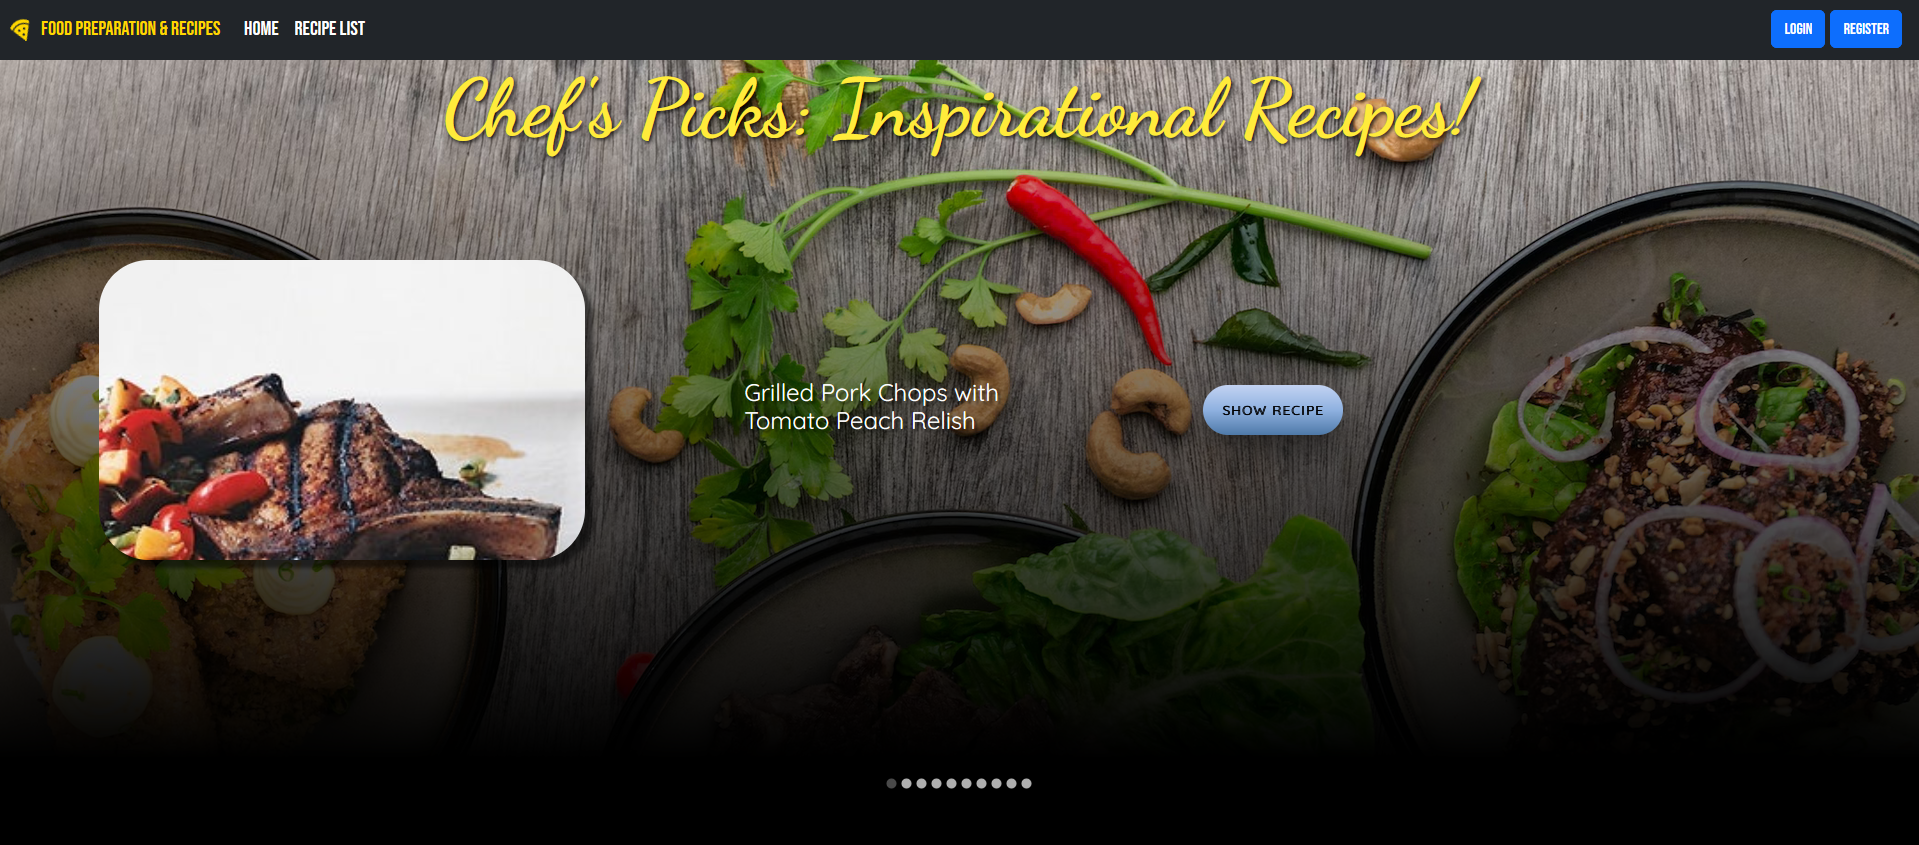 FOOD PREPARATION & RECIPES HOME RECIPE LIST LOGIN REGISTER
Chef's Picks: Inspirational Recipes!
Grilled Pork Chops with
Tomato Peach Relish
SHOW RECIPE